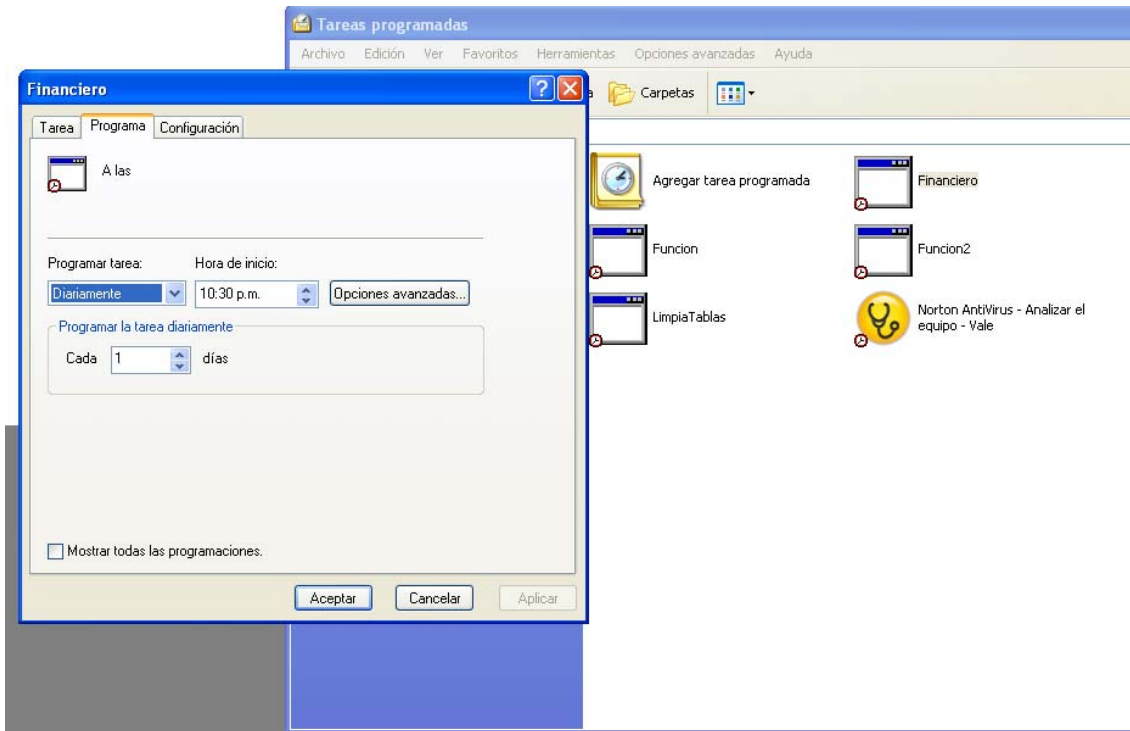 Tareas programadas
Archivo Edición Ver Favoritos Herramientas Opciones avanzadas Ayuda
Carpetas
Financiero
Tarea Programa Configuración
A las
Programar tarea: Hora de inicio:
Diariamente 10:30 p.m. Opciones avanzadas...
Programar la tarea diariamente
Cada 1 días
Mostrar todas las programaciones.
Aceptar Cancelar Aplicar
Agregar tarea programada Financiero
Funcion Funcion2
LimpiaTablas Norton AntiVirus - Analizar el
equipo - Vale